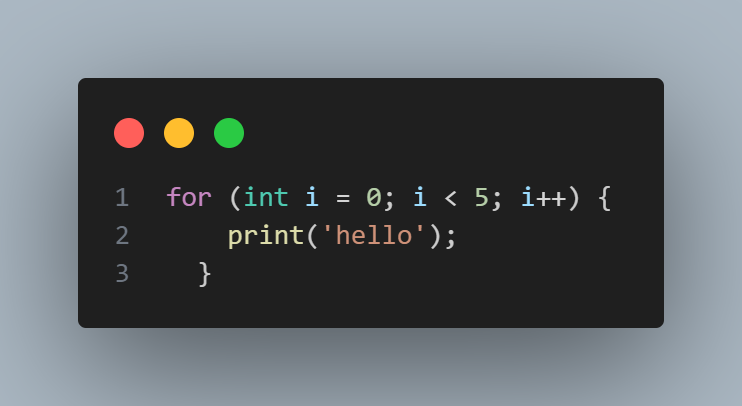 1 for (int i = 0; i < 5; i++) {
2     print('hello');
3   }